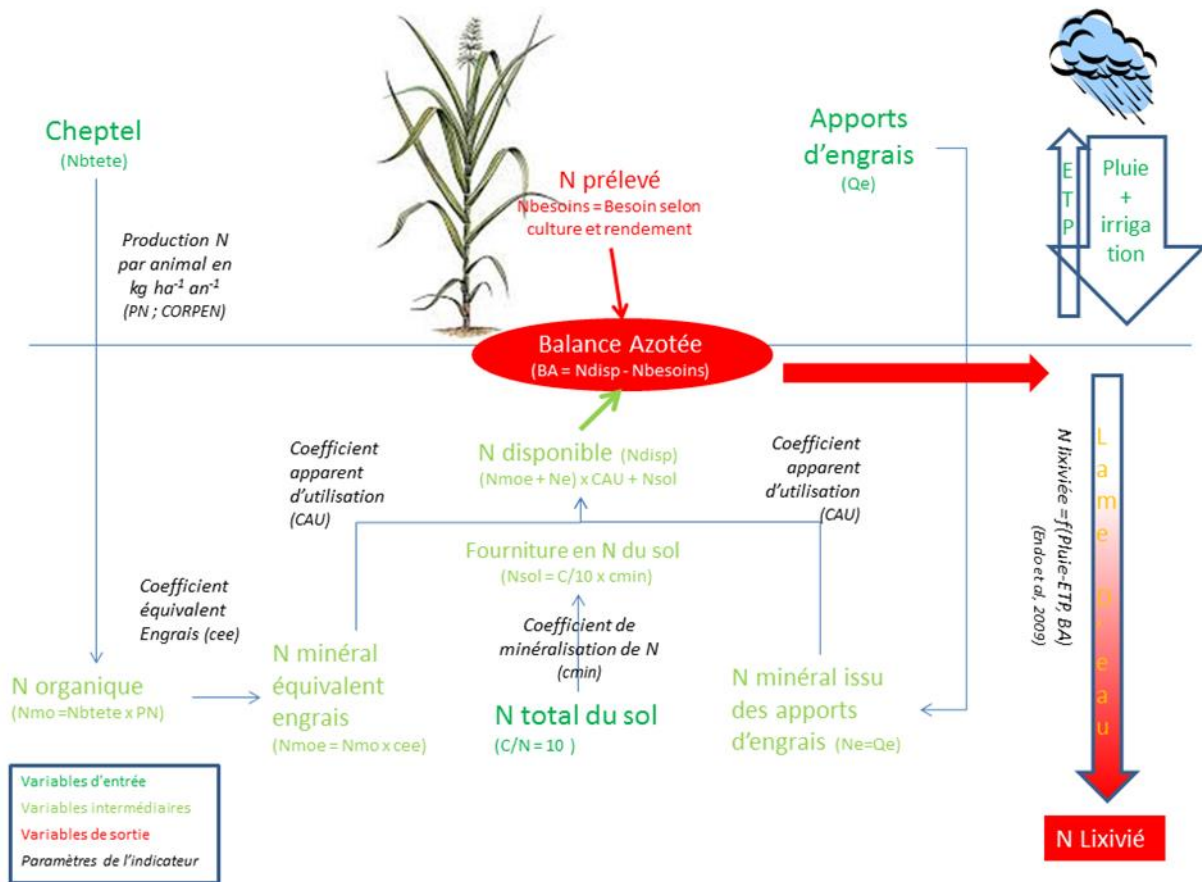 Cheptel
(Nbtete)
Production N
par animal en
kg ha⁻¹ an⁻¹
(PN ; CORPEN)
N prélevé
Nbesoins = Besoin selon
culture et rendement
Apports
d'engrais
(Qe)
ETP
Pluie
+
irriga
tion
Balance Azotée
(BA = Ndisp - Nbesoins)
Coefficient
apparent
d'utilisation
(CAU)
N disponible (Ndisp)
(Nmoe + Ne) x CAU + Nsol
Coefficient
apparent
d'utilisation
(CAU)
Fourniture en N du sol
(Nsol = C/10 x cmin)
Coefficient
équivalent
Engrais (cee)
Coefficient de
minéralisation de N
(cmin)
N organique
(Nmo =Nbtete x PN)
N minéral
équivalent
engrais
(Nmoe = Nmo x cee)
N total du sol
(C/N = 10 )
N minéral issu
des apports
d'engrais (Ne=Qe)
N lixiviée =f(Pluie-ETP, BA)
(Endo et al, 2009)
Lame D'eau
N Lixivié
Variables d'entrée
Variables intermédiaires
Variables de sortie
Paramètres de l'indicateur